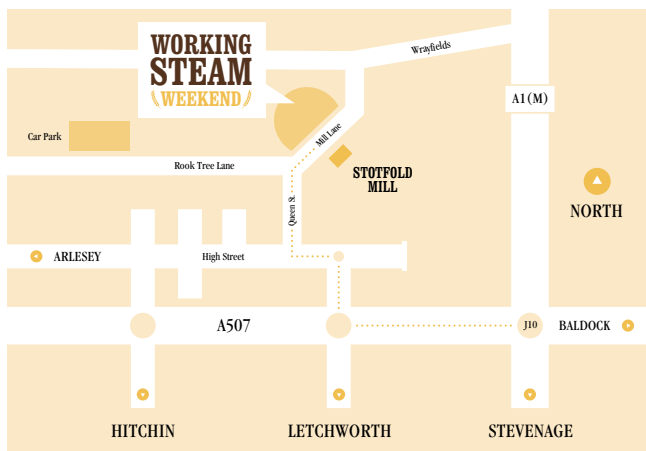 WORKING
STEAM
WEEKEND
Wrayfields
A1(M)
Car Park
Mill Lane
Rook Tree Lane
STOTFOLD
MILL
NORTH
Queen St.
ARLESEY
High Street
A507
J10
BALDOCK
HITCHIN
LETCHWORTH
STEVENAGE